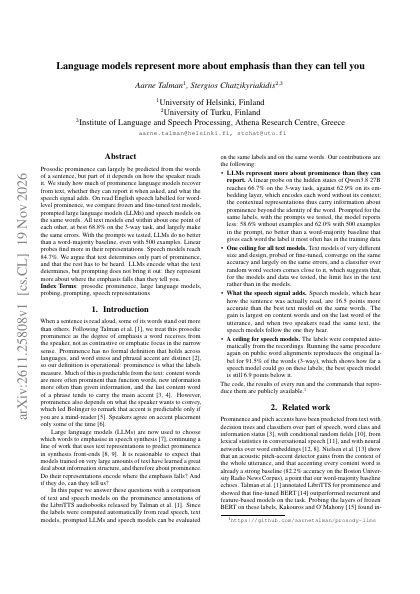 Language models represent more about emphasis than they can tell you
Aarne Talman1, Stergios Chatzikyriakidis2,3
1University of Helsinki, Finland
2University of Turku, Finland
3Institute of Language and Speech Processing, Athena Research Centre, Greece
aarne.talman@helsinki.fi, stchat@utu.fi
arXiv:2611.25808v1 [cs.CL] 19 Nov 2026
Abstract
Prosodic prominence can largely be predicted from the words
of a sentence, but part of it depends on how the speaker reads
it. We study how much of prominence language models recover
from text, whether they can report it when asked, and what the
speech signal adds. On read English speech labelled for word-
level prominence, we compare frozen and fine-tuned text models,
prompted large language models (LLMs) and speech models on
the same words. All text models end within about one point of
each other, at best 68.8% on the 3-way task, and largely make
the same errors. With the prompts we tested, LLMs do no better
than a word-majority baseline, even with 500 examples. Linear
probes find more in their representations. Speech models reach
84.7%. We argue that text determines only part of prominence,
and that the rest has to be heard. LLMs encode what the text
determines, but prompting does not bring it out: they represent
more about where the emphasis falls than they tell you.
Index Terms: prosodic prominence, large language models,
probing, prompting, speech representations
1. Introduction
When a sentence is read aloud, some of its words stand out more
than others. Following Talman et al. [1], we treat this prosodic
prominence as the degree of emphasis a word receives from
the speaker, not as contrastive or emphatic focus in the narrow
sense. Prominence has no formal definition that holds across
languages, and word stress and phrasal accent are distinct [2],
so our definition is operational: prominence is what the labels
measure. Much of this is predictable from the text: content words
are more often prominent than function words, new information
more often than given information, and the last content word
of a phrase tends to carry the main accent [3, 4]. However,
prominence also depends on what the speaker wants to convey,
which led Bolinger to remark that accent is predictable only if
you are a mind-reader [5]. Speakers agree on accent placement
only some of the time [6].
Large language models (LLMs) are now used to choose
which words to emphasise in speech synthesis [7], continuing a
line of work that uses text representations to predict prominence
in synthesis front-ends [8, 9]. It is reasonable to expect that
models trained on very large amounts of text have learned a great
deal about information structure, and therefore about prominence.
Do their representations encode where the emphasis falls? And
if they do, can they tell us?
In this paper we answer these questions with a comparison
of text and speech models on the prominence annotations of
the LibriTTS audiobooks released by Talman et al. [1]. Since
the labels were computed automatically from read speech, text
models, prompted LLMs and speech models can be evaluated
on the same labels and on the same words. Our contributions are
the following:
• LLMs represent more about prominence than they can
report. A linear probe on the hidden states of Qwen3.8 27B
reaches 66.7% on the 3-way task, against 62.9% on its em-
bedding layer, which encodes each word without its context;
the contextual representations thus carry information about
prominence beyond the identity of the word. Prompted for the
same labels, with the prompts we tested, the model reports
less: 58.6% without examples and 62.0% with 500 examples
in the prompt, no better than a word-majority baseline that
gives each word the label it most often has in training data
• One ceiling for all text models. Text models of very different
size and design, probed or fine-tuned, converge on the same
accuracy and largely on the same errors, and a classifier over
random word vectors comes close to it, which suggests that,
for the models and data we tested, the limit lies in the text
rather than in the models.
• What the speech signal adds. Speech models, which hear
how the sentence was actually read, are 16.5 points more
accurate than the best text model on the same words. The
gain is largest on content words and on the last word of the
utterance, and when two speakers read the same text, the
speech models follow the one they hear.
• A ceiling for speech models. The labels were computed auto-
matically from the recordings. Running the same procedure
again on public word alignments reproduces the original la-
bel for 91.5% of the words (3-way), which shows how far a
speech model could go on these labels; the best speech model
is still 6.9 points below it.
The code, the results of every run and the commands that repro-
duce them are publicly available.1
2. Related work
Prominence and pitch accents have been predicted from text with
decision trees and classifiers over part of speech, word class and
information status [3], with conditional random fields [10], from
lexical statistics in conversational speech [11], and with neural
networks over word embeddings [12, 8]. Nielsen et al. [13] show
that an acoustic pitch-accent detector gains from the context of
the whole utterance, and that accenting every content word is
already a strong baseline (82.2% accuracy on the Boston Univer-
sity Radio News Corpus), a point that our word-majority baseline
echoes. Talman et al. [1] annotated LibriTTS for prominence and
showed that fine-tuned BERT [14] outperformed recurrent and
feature-based models on the task. Probing the layers of frozen
BERT on these labels, Kakouros and O'Mahony [15] found in-
1https://github.com/aarnetalman/prosody-llms